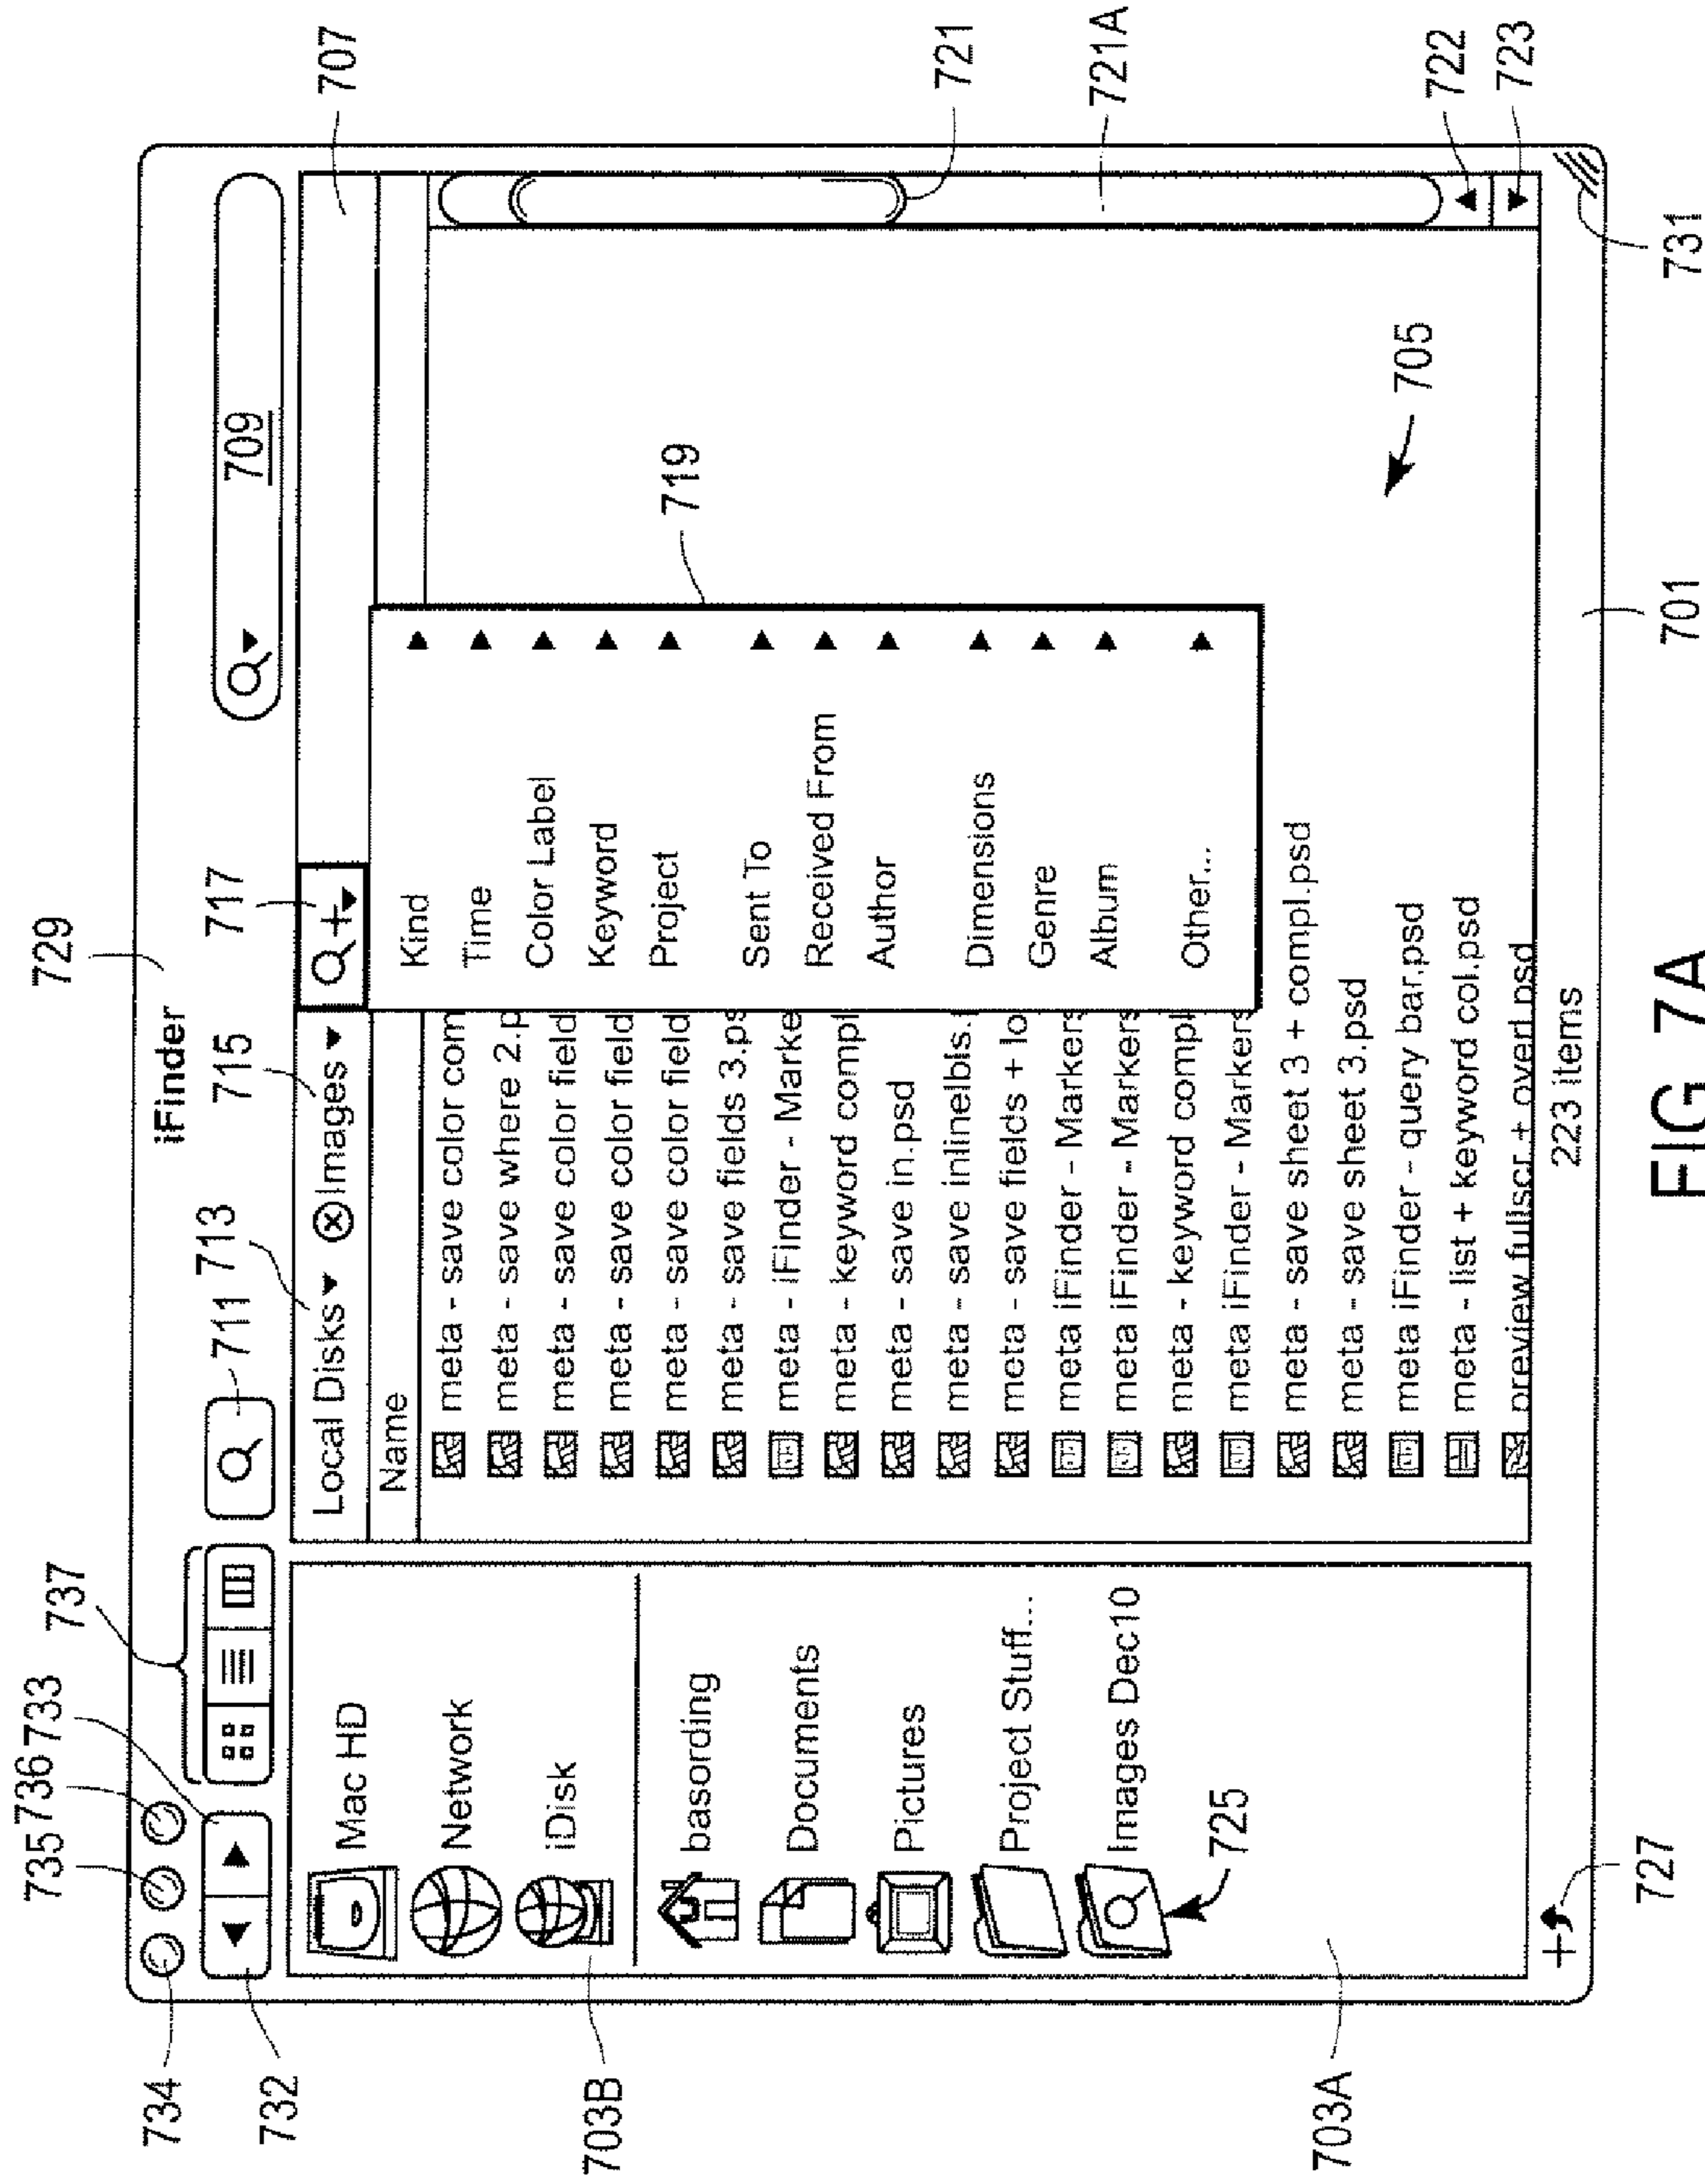 735 736 733
737
734
729
iFinder
732
711
713
715
717
709
707
Local Disks
Images
Name
Mac HD
Network
iDisk
703B
basording
Documents
Pictures
Project Stuff...
Images Dec10
725
703A
meta - save color com
meta - save where 2.p
meta - save color field
meta - save color field
meta - save color field
meta - save fields 3.ps
meta - iFinder - Marke
meta - keyword compl
meta - save in.psd
meta - save inlinelbls.
meta - save fields + lo
meta iFinder - Markers
meta iFinder - Markers
meta - keyword compl
meta iFinder - Markers
meta - save sheet 3 + compl.psd
meta - save sheet 3.psd
meta iFinder - query bar.psd
meta - list + keyword col.psd
preview fullscr + overl.psd
Kind
Time
Color Label
Keyword
Project
Sent To
Received From
Author
Dimensions
Genre
Album
Other...
719
705
721
721A
722
723
223 items
727
701
731
FIG 7A